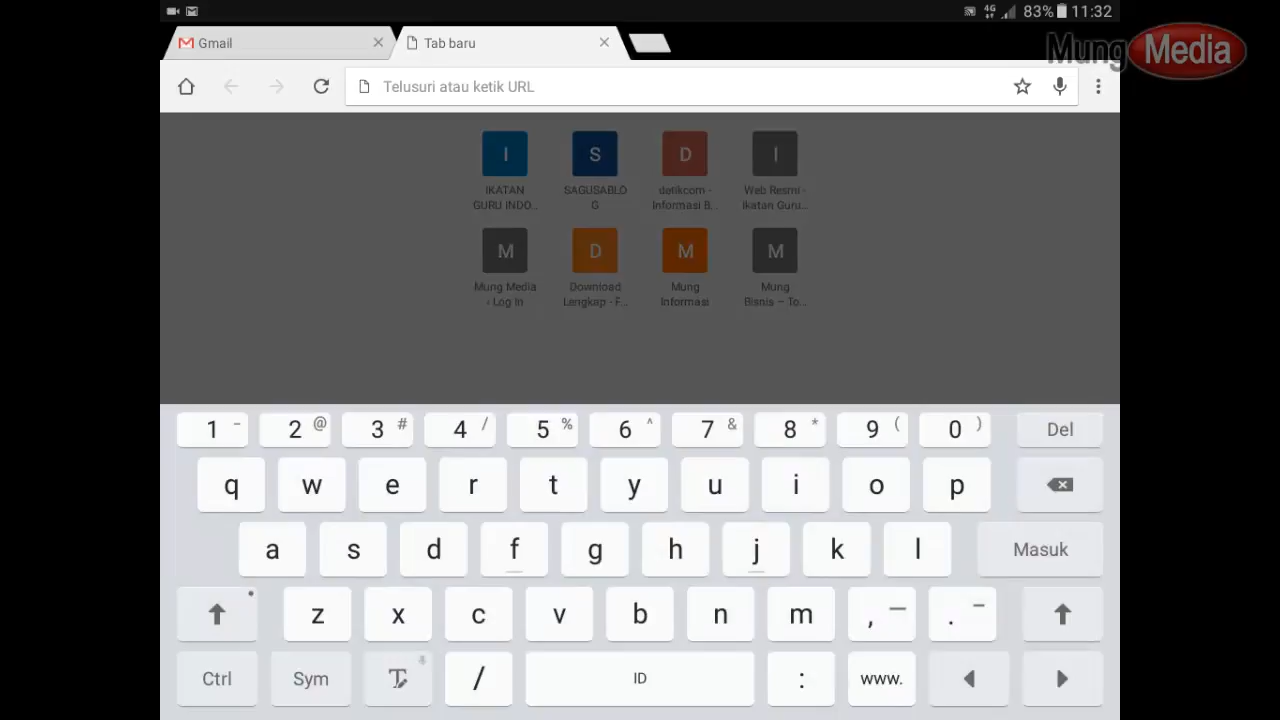 4G 83% 11:32
Mung Media
Gmail
Tab baru
Telusuri atau ketik URL
I S D I
IKATAN GURU INDO...
SAGUSABLOG
detikcom - Informasi B...
Web Resmi - Ikatan Guru...
M D M M
Mung Media - Log In
Download Lengkap - F...
Mung Informasi
Mung Bisnis – To...
1 - 2 @ 3 # 4 / 5 % 6 ^ 7 & 8 * 9 ( 0 ) Del
q w e r t y u i o p
a s d f g h j k l Masuk
z x c v b n m , — . –
Ctrl Sym T / ID : www.